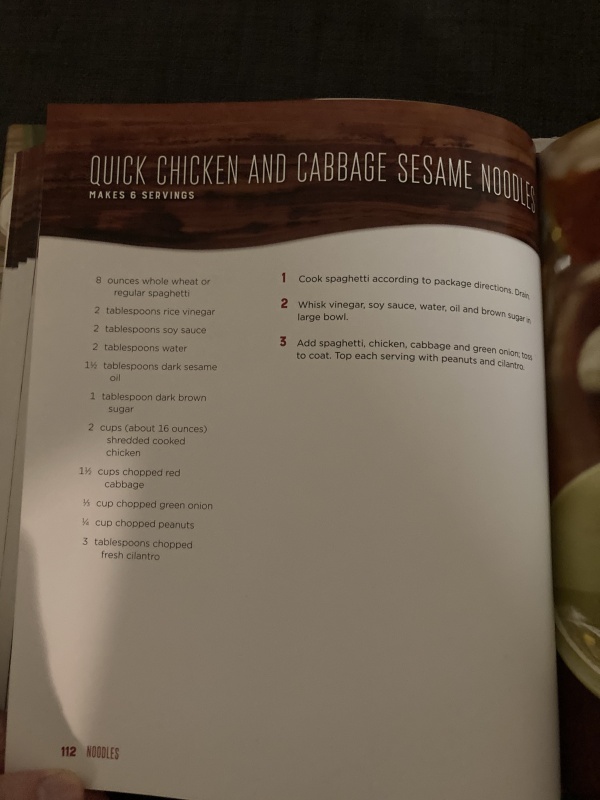 QUICK CHICKEN AND CABBAGE SESAME NOODLES
MAKES 6 SERVINGS
8 ounces whole wheat or
regular spaghetti
2 tablespoons rice vinegar
2 tablespoons soy sauce
2 tablespoons water
1½ tablespoons dark sesame
oil
1 tablespoon dark brown
sugar
2 cups (about 16 ounces)
shredded cooked
chicken
1½ cups chopped red
cabbage
⅓ cup chopped green onion
¼ cup chopped peanuts
3 tablespoons chopped
fresh cilantro
1 Cook spaghetti according to package directions. Drain.
2 Whisk vinegar, soy sauce, water, oil and brown sugar in
large bowl.
3 Add spaghetti, chicken, cabbage and green onion; toss
to coat. Top each serving with peanuts and cilantro.
112 NOODLES